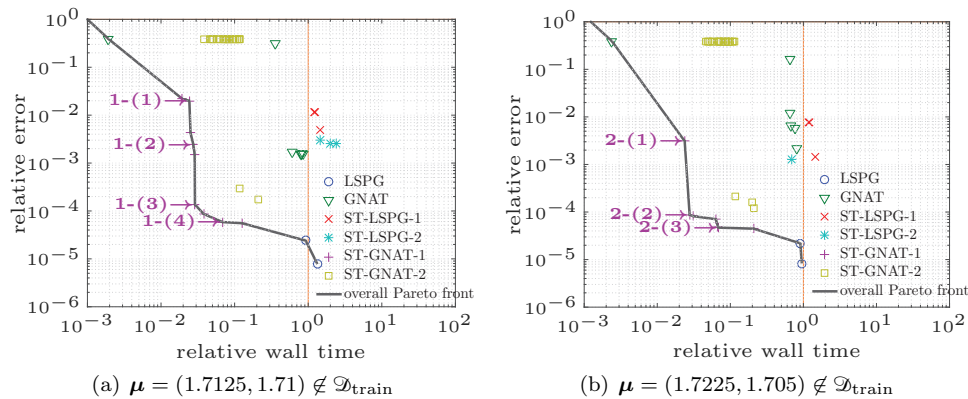 10^0
10^−1
10^−2
10^−3
10^−4
10^−5
10^−6
relative error
1-(1)
1-(2)
1-(3)
1-(4)
LSPG
GNAT
ST-LSPG-1
ST-LSPG-2
ST-GNAT-1
ST-GNAT-2
overall Pareto front
10^−3 10^−2 10^−1 10^0 10^1 10^2
relative wall time
(a) μ = (1.7125, 1.71) ∉ 𝒟train
10^0
10^−1
10^−2
10^−3
10^−4
10^−5
10^−6
relative error
2-(1)
2-(2)
2-(3)
LSPG
GNAT
ST-LSPG-1
ST-LSPG-2
ST-GNAT-1
ST-GNAT-2
overall Pareto front
10^−3 10^−2 10^−1 10^0 10^1 10^2
relative wall time
(b) μ = (1.7225, 1.705) ∉ 𝒟train